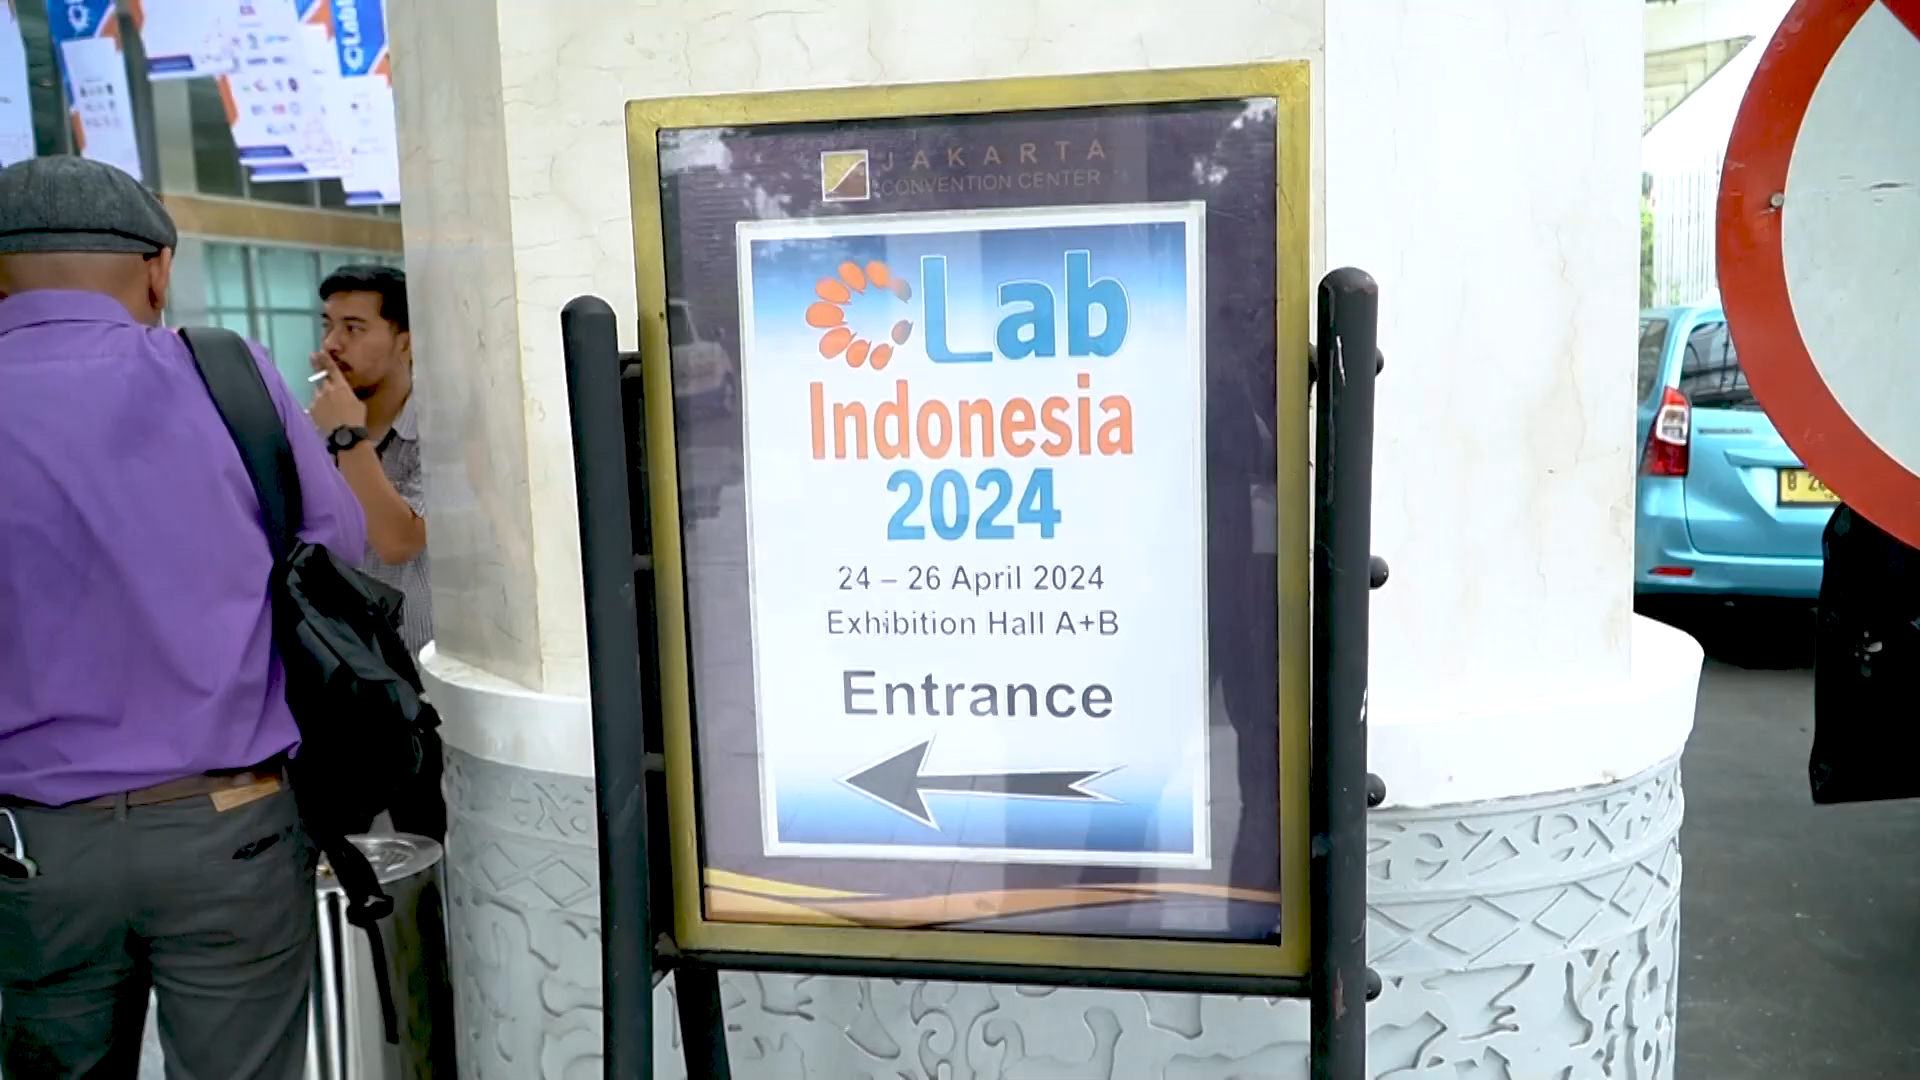 JAKARTA
CONVENTION CENTER
Lab
Indonesia
2024
24 – 26 April 2024
Exhibition Hall A+B
Entrance